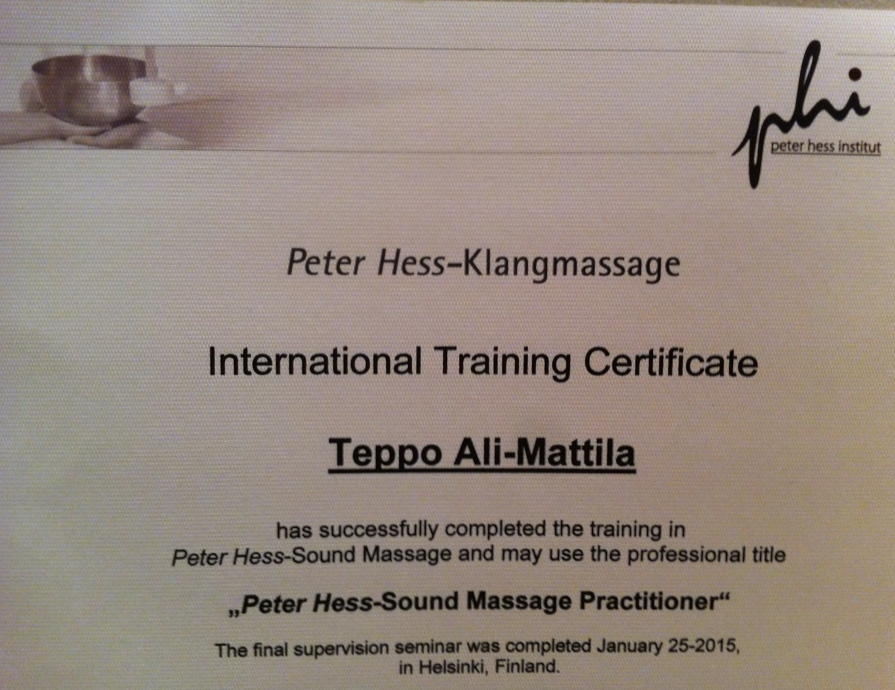 phi
peter hess institut
Peter Hess-Klangmassage
International Training Certificate
Teppo Ali-Mattila
has successfully completed the training in
Peter Hess-Sound Massage and may use the professional title
„Peter Hess-Sound Massage Practitioner“
The final supervision seminar was completed January 25-2015,
in Helsinki, Finland.